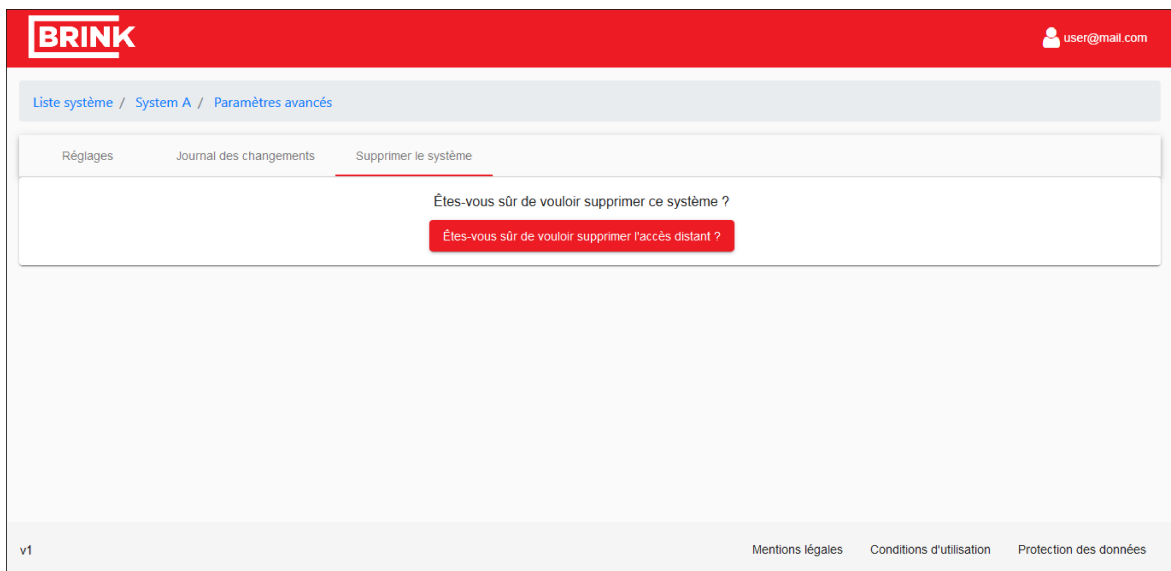 BRINK
user@mail.com
Liste système / System A / Paramètres avancés
Réglages Journal des changements Supprimer le système
Êtes-vous sûr de vouloir supprimer ce système ?
Êtes-vous sûr de vouloir supprimer l'accès distant ?
v1 Mentions légales Conditions d'utilisation Protection des données